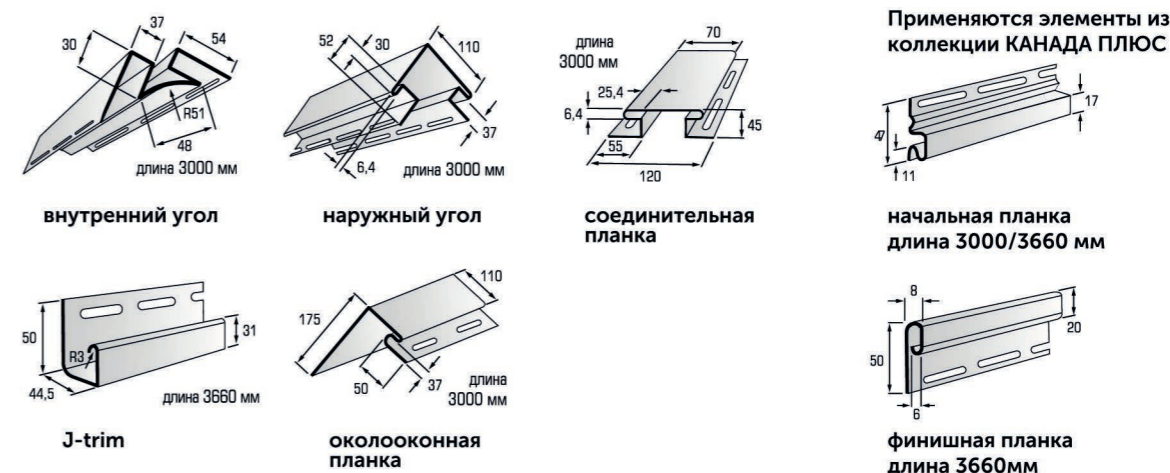 Применяются элементы из
коллекции КАНАДА ПЛЮС
37
30
54
R51
48
длина 3000 мм
внутренний угол
52
30
110
37
6,4
длина 3000 мм
наружный угол
длина
3000 мм
70
25,4
6,4
45
55
120
соединительная
планка
17
47
11
начальная планка
длина 3000/3660 мм
50
31
R3
44,5
длина 3660 мм
J-trim
110
175
50
37
длина
3000 мм
околооконная
планка
8
20
50
6
финишная планка
длина 3660мм